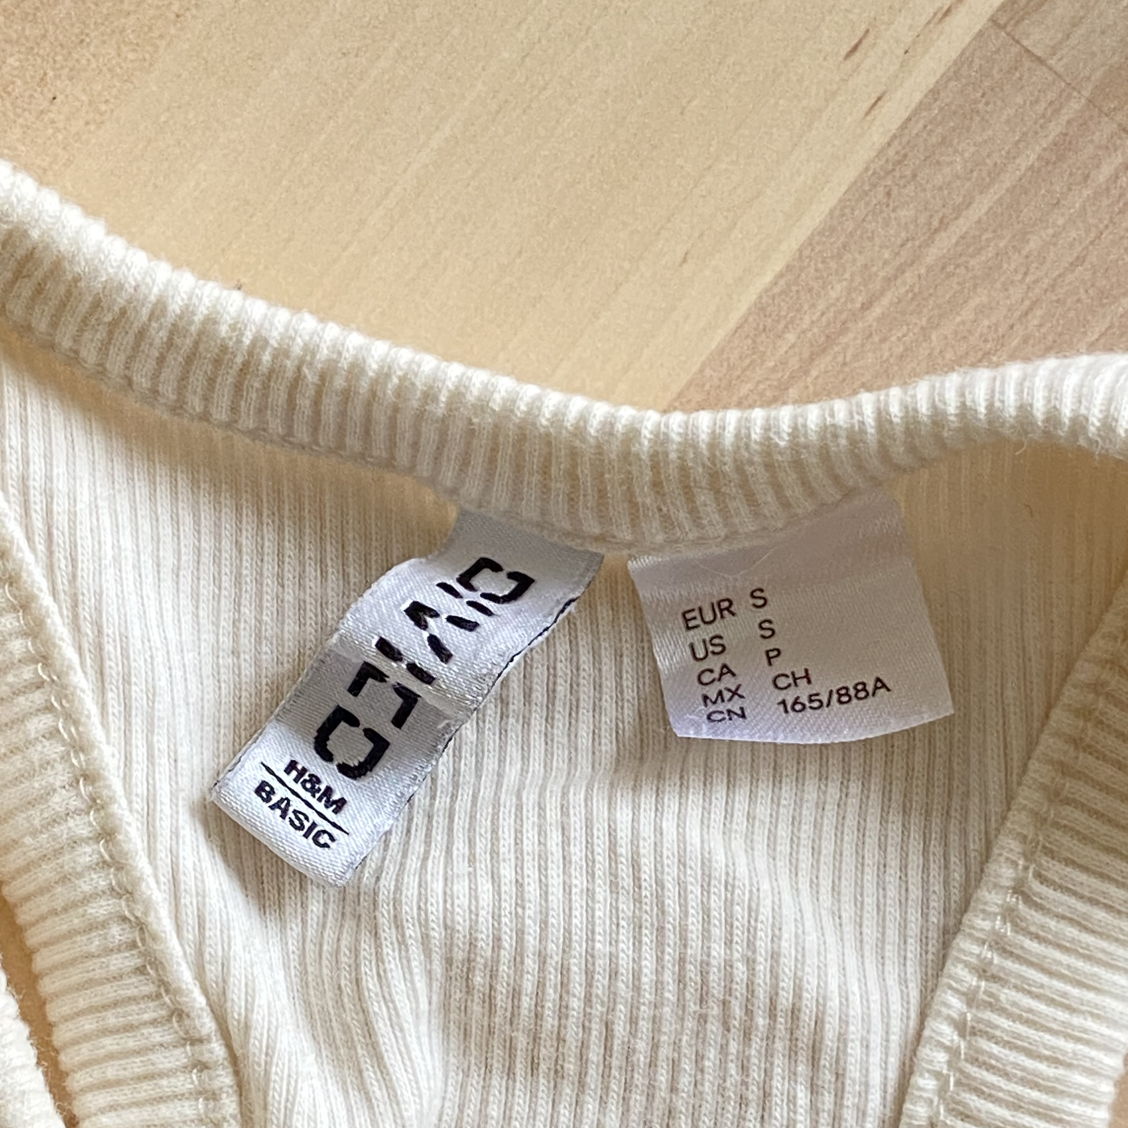 DIVIDED
H&M
BASIC
EUR S
US S
CA P
MX CH
CN 165/88A